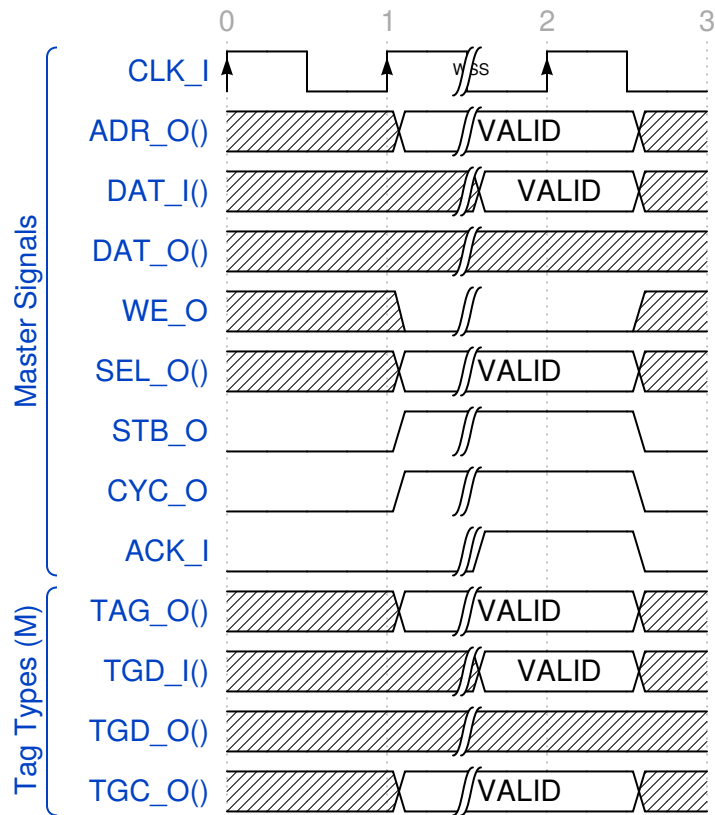 0 1 2 3
Master Signals
CLK_I WSS
ADR_O() VALID
DAT_I() VALID
DAT_O()
WE_O
SEL_O() VALID
STB_O
CYC_O
ACK_I
Tag Types (M)
TAG_O() VALID
TGD_I() VALID
TGD_O()
TGC_O() VALID